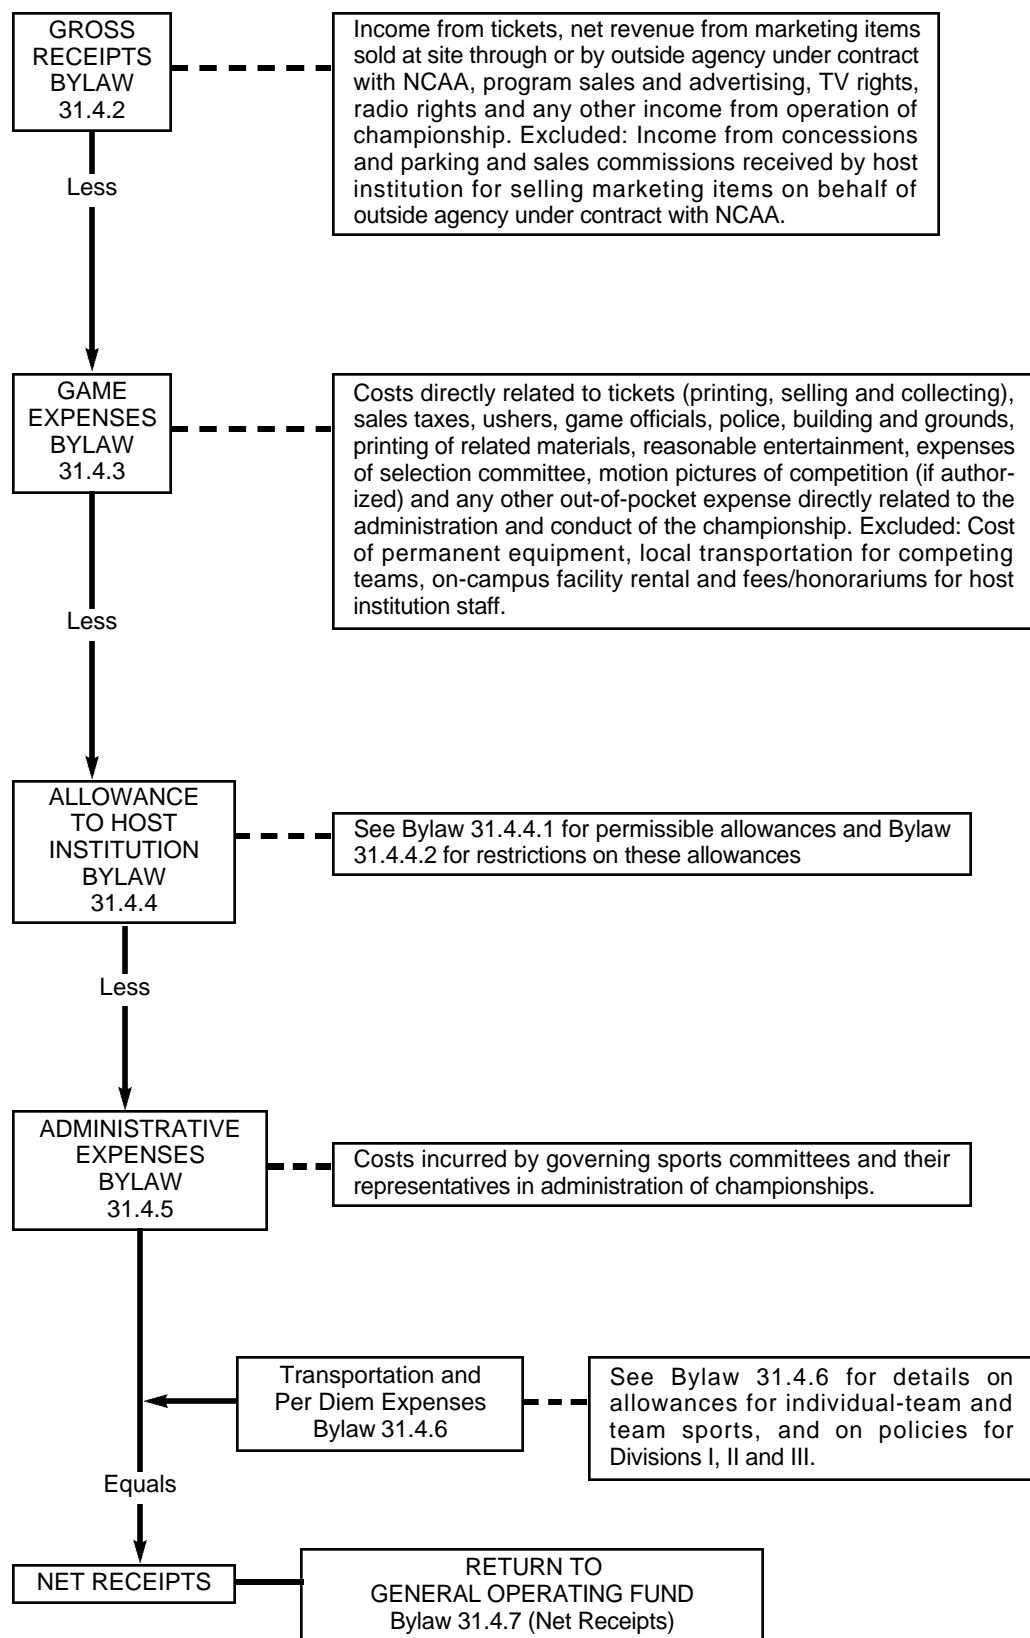 GROSS
RECEIPTS
BYLAW
31.4.2
Income from tickets, net revenue from marketing items
sold at site through or by outside agency under contract
with NCAA, program sales and advertising, TV rights,
radio rights and any other income from operation of
championship. Excluded: Income from concessions
and parking and sales commissions received by host
institution for selling marketing items on behalf of
outside agency under contract with NCAA.
Less
GAME
EXPENSES
BYLAW
31.4.3
Costs directly related to tickets (printing, selling and collecting),
sales taxes, ushers, game officials, police, building and grounds,
printing of related materials, reasonable entertainment, expenses
of selection committee, motion pictures of competition (if author-
ized) and any other out-of-pocket expense directly related to the
administration and conduct of the championship. Excluded: Cost
of permanent equipment, local transportation for competing
teams, on-campus facility rental and fees/honorariums for host
institution staff.
Less
ALLOWANCE
TO HOST
INSTITUTION
BYLAW
31.4.4
See Bylaw 31.4.4.1 for permissible allowances and Bylaw
31.4.4.2 for restrictions on these allowances
Less
ADMINISTRATIVE
EXPENSES
BYLAW
31.4.5
Costs incurred by governing sports committees and their
representatives in administration of championships.
Transportation and
Per Diem Expenses
Bylaw 31.4.6
See Bylaw 31.4.6 for details on
allowances for individual-team and
team sports, and on policies for
Divisions I, II and III.
Equals
NET RECEIPTS
RETURN TO
GENERAL OPERATING FUND
Bylaw 31.4.7 (Net Receipts)